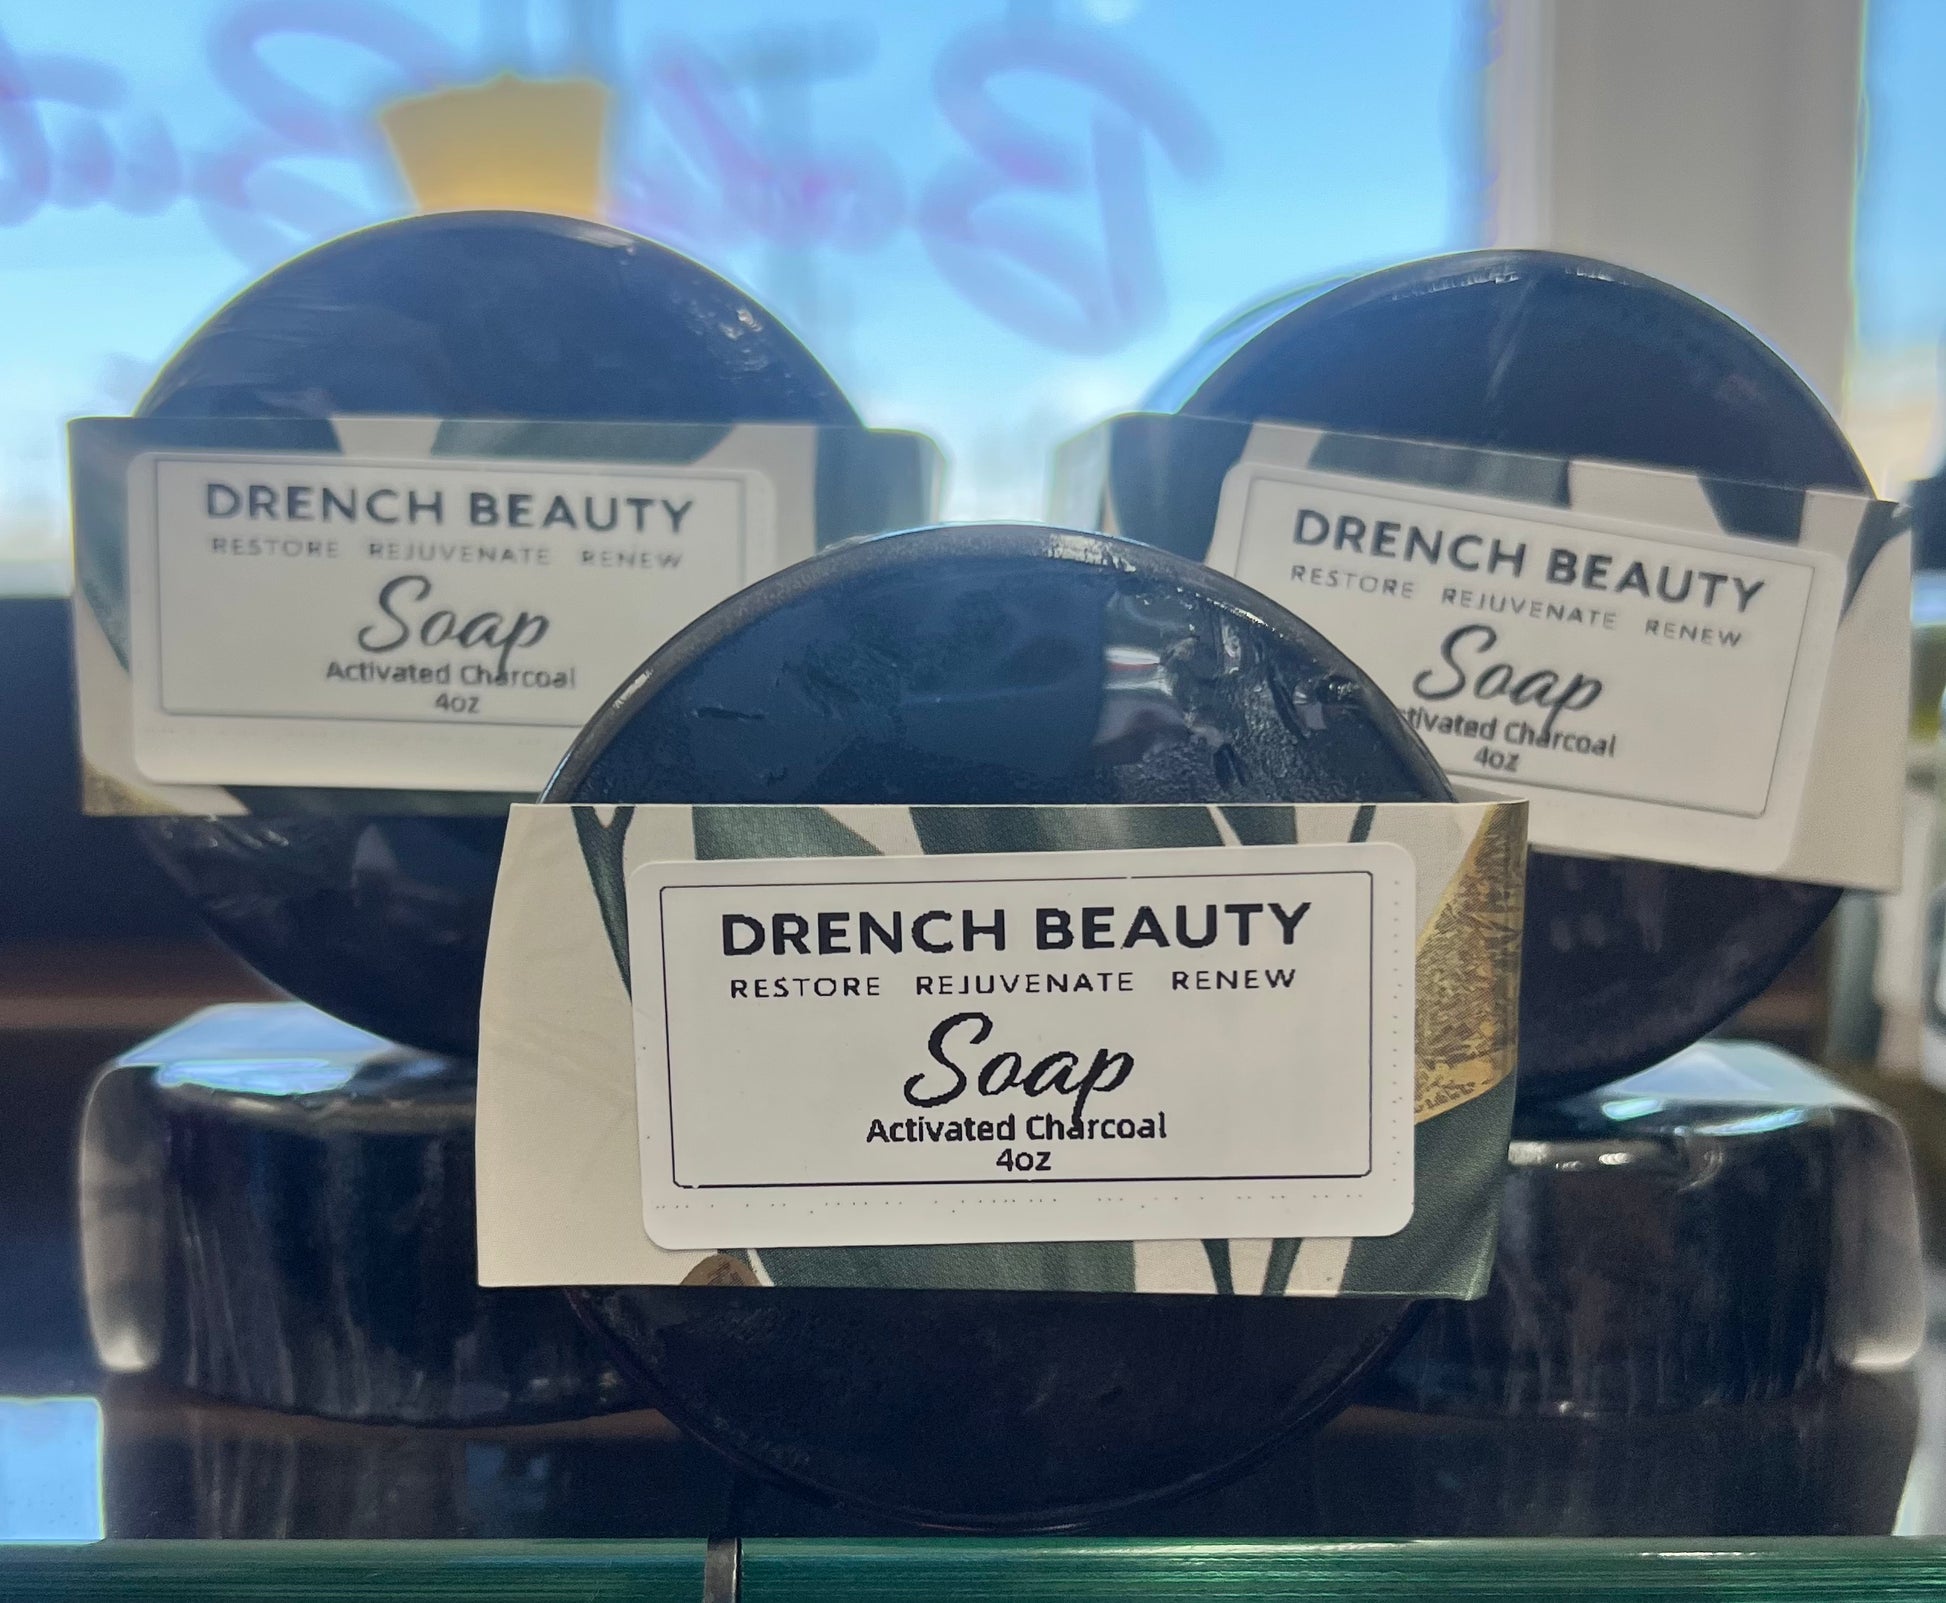 DRENCH BEAUTY
RESTORE REJUVENATE RENEW
Soap
Activated Charcoal
4oz
DRENCH BEAUTY
RESTORE REJUVENATE RENEW
Soap
Activated Charcoal
4oz
DRENCH BEAUTY
RESTORE REJUVENATE RENEW
Soap
Activated Charcoal
4oz